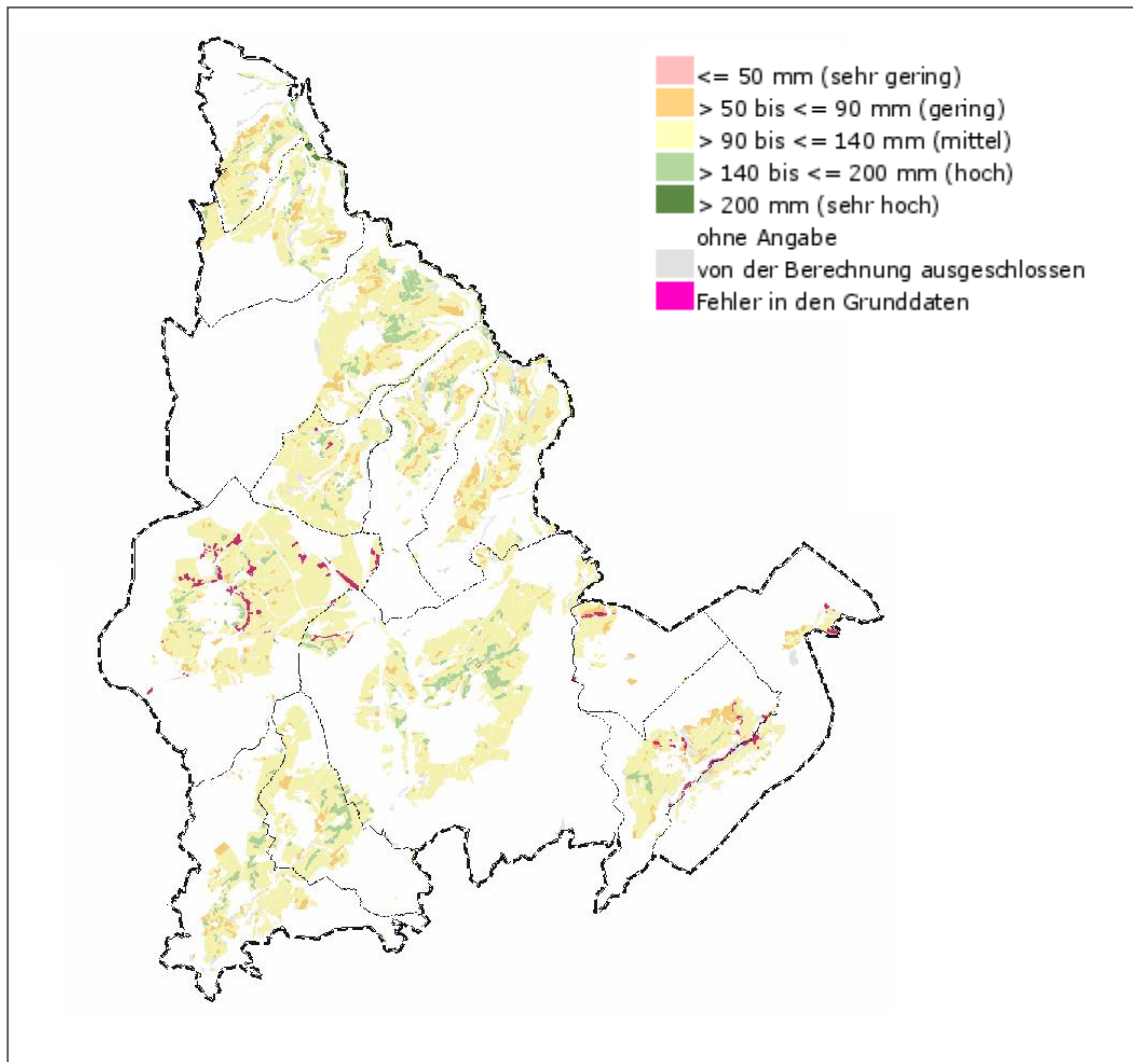 <= 50 mm (sehr gering)
> 50 bis <= 90 mm (gering)
> 90 bis <= 140 mm (mittel)
> 140 bis <= 200 mm (hoch)
> 200 mm (sehr hoch)
ohne Angabe
von der Berechnung ausgeschlossen
Fehler in den Grunddaten